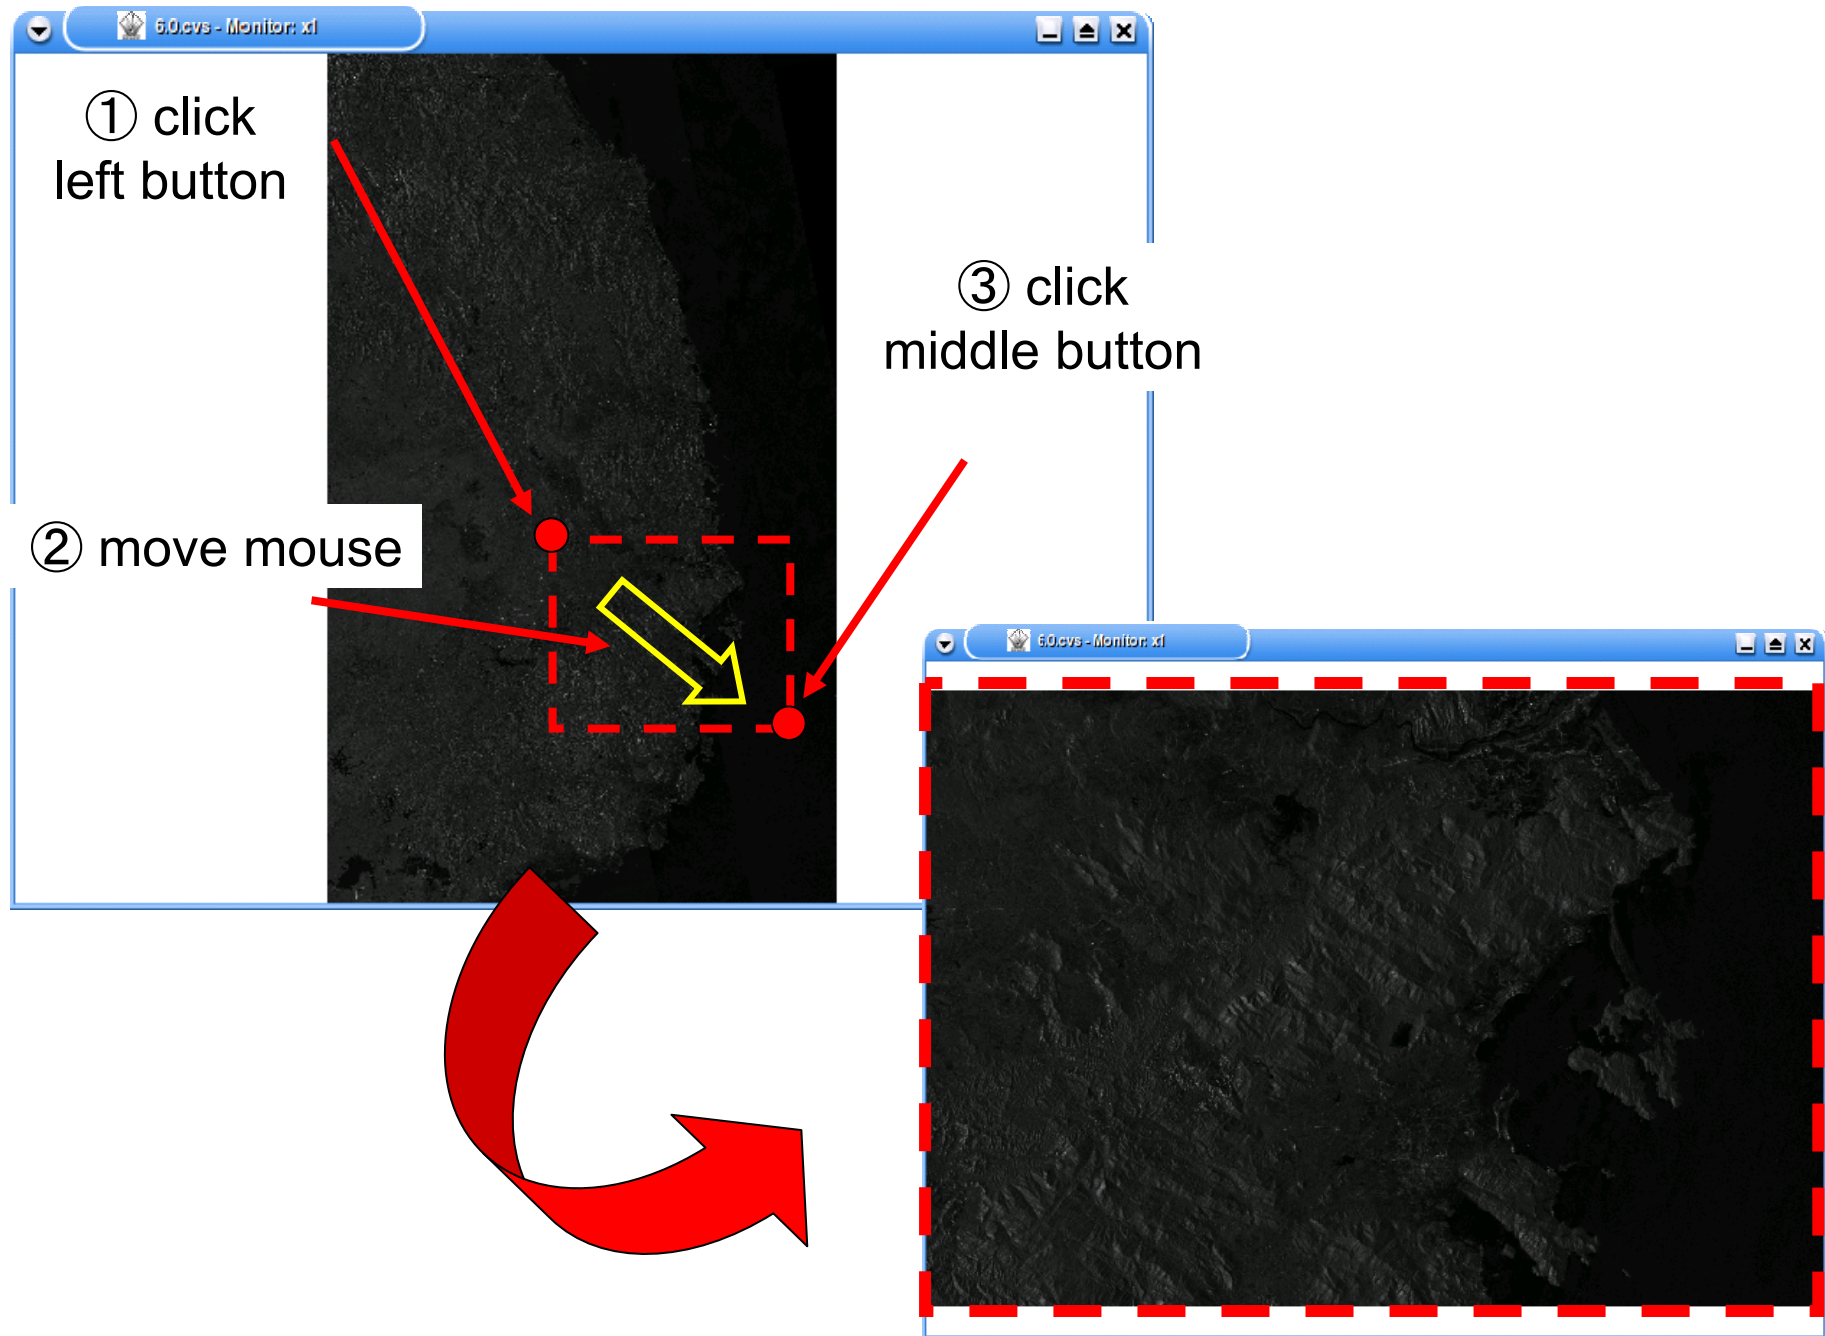 6.0.cvs - Monitor: x1
① click
left button
③ click
middle button
② move mouse
6.0.cvs - Monitor: x1